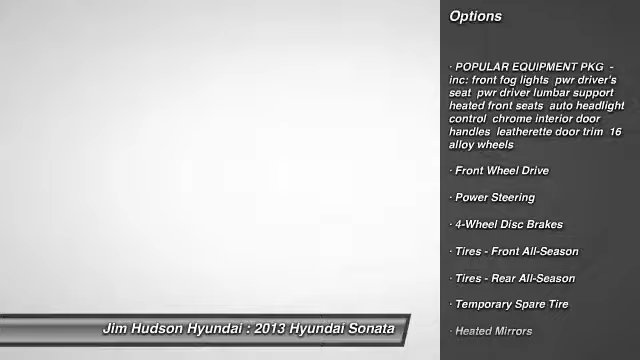 Options
· POPULAR EQUIPMENT PKG -
inc: front fog lights pwr driver's
seat pwr driver lumbar support
heated front seats auto headlight
control chrome interior door
handles leatherette door trim 16
alloy wheels
· Front Wheel Drive
· Power Steering
· 4-Wheel Disc Brakes
· Tires - Front All-Season
· Tires - Rear All-Season
· Temporary Spare Tire
· Heated Mirrors
Jim Hudson Hyundai : 2013 Hyundai Sonata